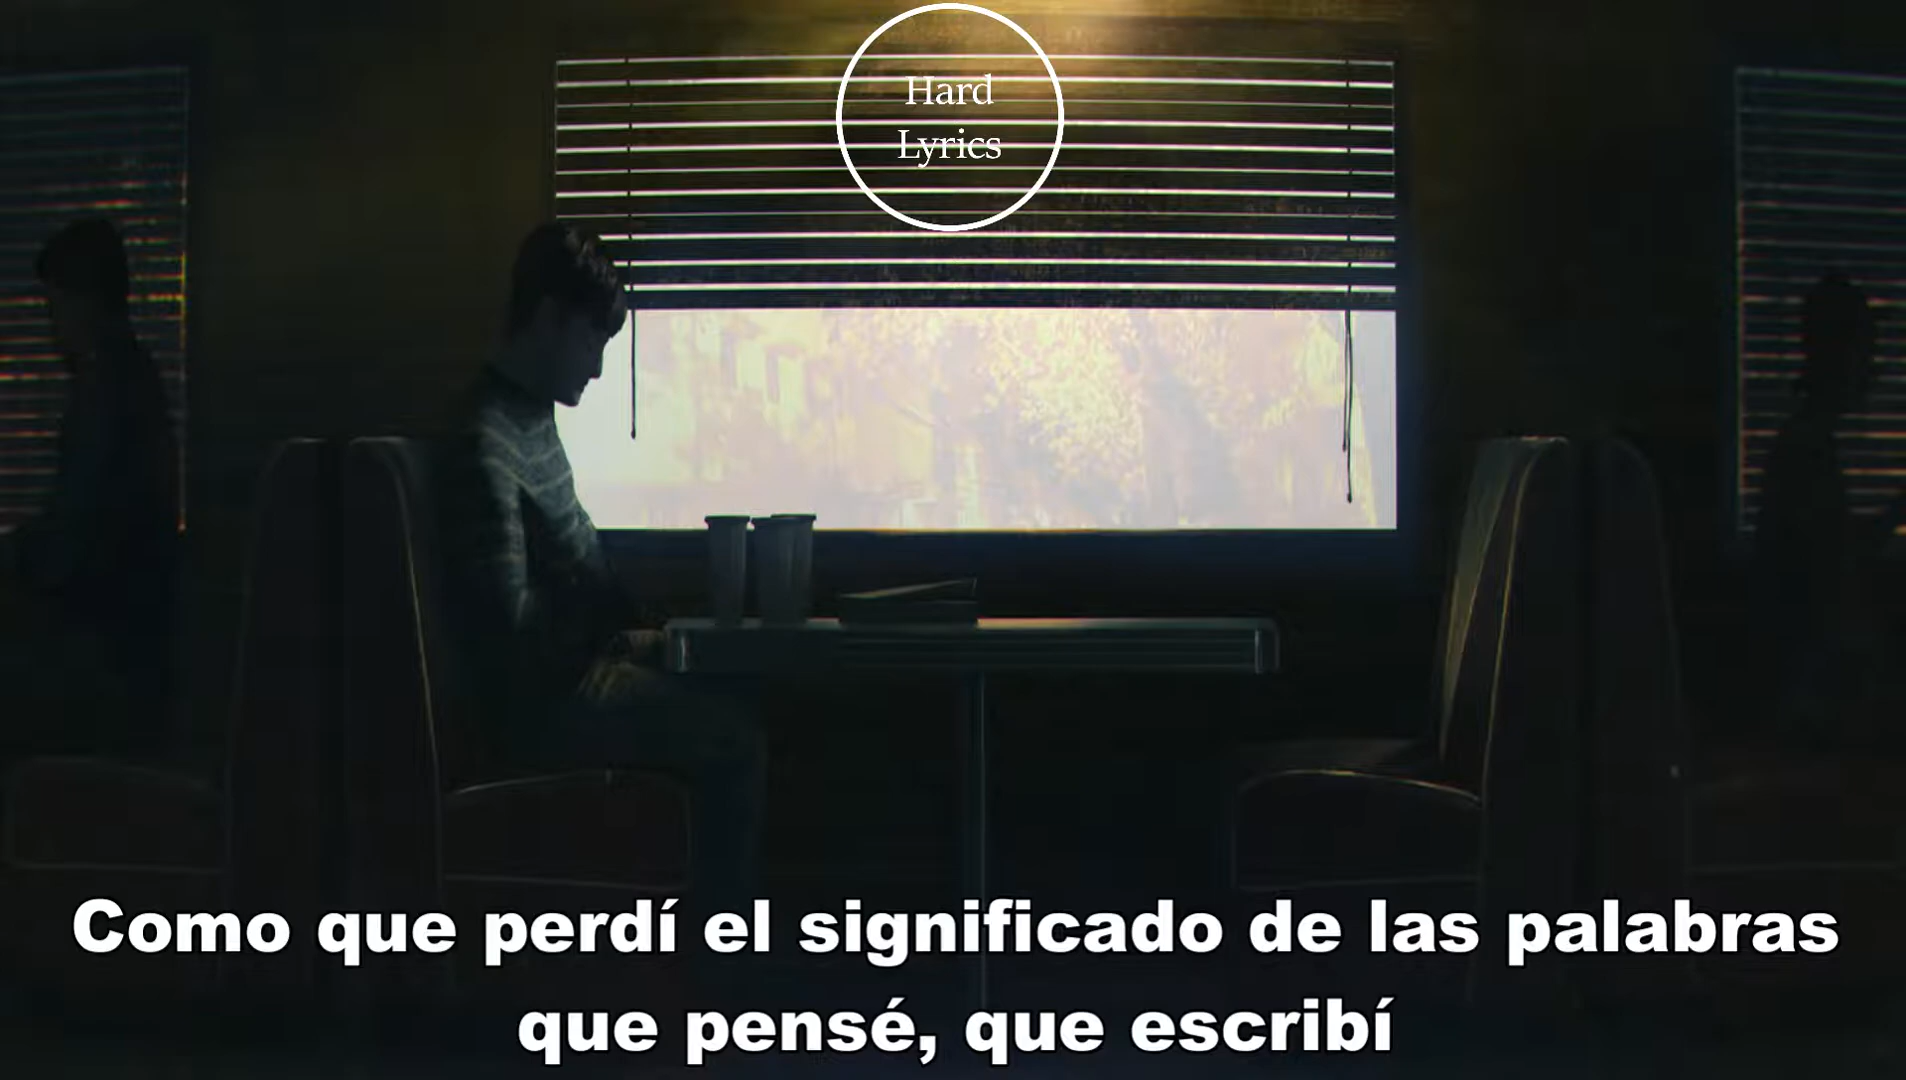 Hard
Lyrics
Como que perdí el significado de las palabras
que pensé, que escribí